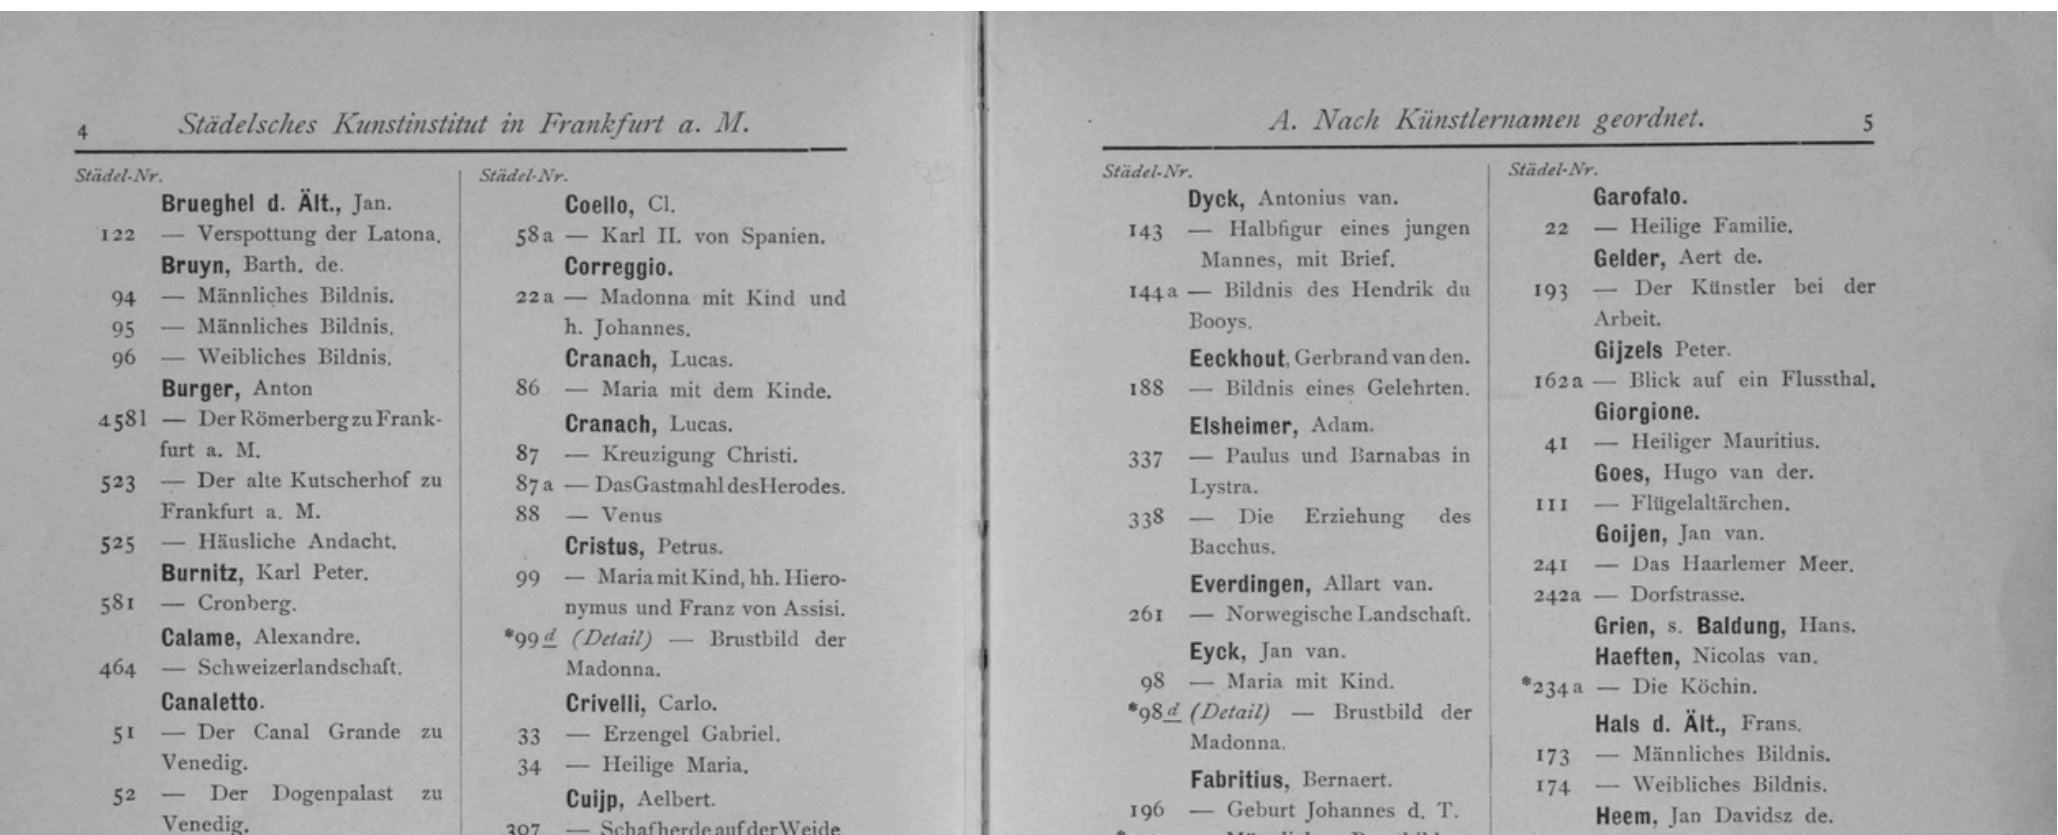 4 Städelsches Kunstinstitut in Frankfurt a. M.
Städel-Nr.
Brueghel d. Ält., Jan.
122 — Verspottung der Latona.
Bruyn, Barth. de.
94 — Männliches Bildnis.
95 — Männliches Bildnis.
96 — Weibliches Bildnis.
Burger, Anton
4581 — Der Römerberg zu Frank-
furt a. M.
523 — Der alte Kutscherhof zu
Frankfurt a. M.
525 — Häusliche Andacht.
Burnitz, Karl Peter.
581 — Cronberg.
Calame, Alexandre.
464 — Schweizerlandschaft.
Canaletto.
51 — Der Canal Grande zu
Venedig.
52 — Der Dogenpalast zu
Venedig.
Städel-Nr.
Coello, Cl.
58a — Karl II. von Spanien.
Correggio.
22a — Madonna mit Kind und
h. Johannes.
Cranach, Lucas.
86 — Maria mit dem Kinde.
Cranach, Lucas.
87 — Kreuzigung Christi.
87a — Das Gastmahl des Herodes.
88 — Venus
Cristus, Petrus.
99 — Maria mit Kind, hh. Hiero-
nymus und Franz von Assisi.
*99d (Detail) — Brustbild der
Madonna.
Crivelli, Carlo.
33 — Erzengel Gabriel.
34 — Heilige Maria.
Cuijp, Aelbert.
— Schafherde auf der Weide
A. Nach Künstlernamen geordnet. 5
Städel-Nr.
Dyck, Antonius van.
143 — Halbfigur eines jungen
Mannes, mit Brief.
144a — Bildnis des Hendrik du
Booys.
Eeckhout, Gerbrand van den.
188 — Bildnis eines Gelehrten.
Elsheimer, Adam.
337 — Paulus und Barnabas in
Lystra.
338 — Die Erziehung des
Bacchus.
Everdingen, Allart van.
261 — Norwegische Landschaft.
Eyck, Jan van.
98 — Maria mit Kind.
*98d (Detail) — Brustbild der
Madonna.
Fabritius, Bernaert.
196 — Geburt Johannes d. T.
Städel-Nr.
Garofalo.
22 — Heilige Familie.
Gelder, Aert de.
193 — Der Künstler bei der
Arbeit.
Gijzels Peter.
162a — Blick auf ein Flussthal.
Giorgione.
41 — Heiliger Mauritius.
Goes, Hugo van der.
111 — Flügelaltärchen.
Goijen, Jan van.
241 — Das Haarlemer Meer.
242a — Dorfstrasse.
Grien, s. Baldung, Hans.
Haeften, Nicolas van.
*234a — Die Köchin.
Hals d. Ält., Frans.
173 — Männliches Bildnis.
174 — Weibliches Bildnis.
Heem, Jan Davidsz de.